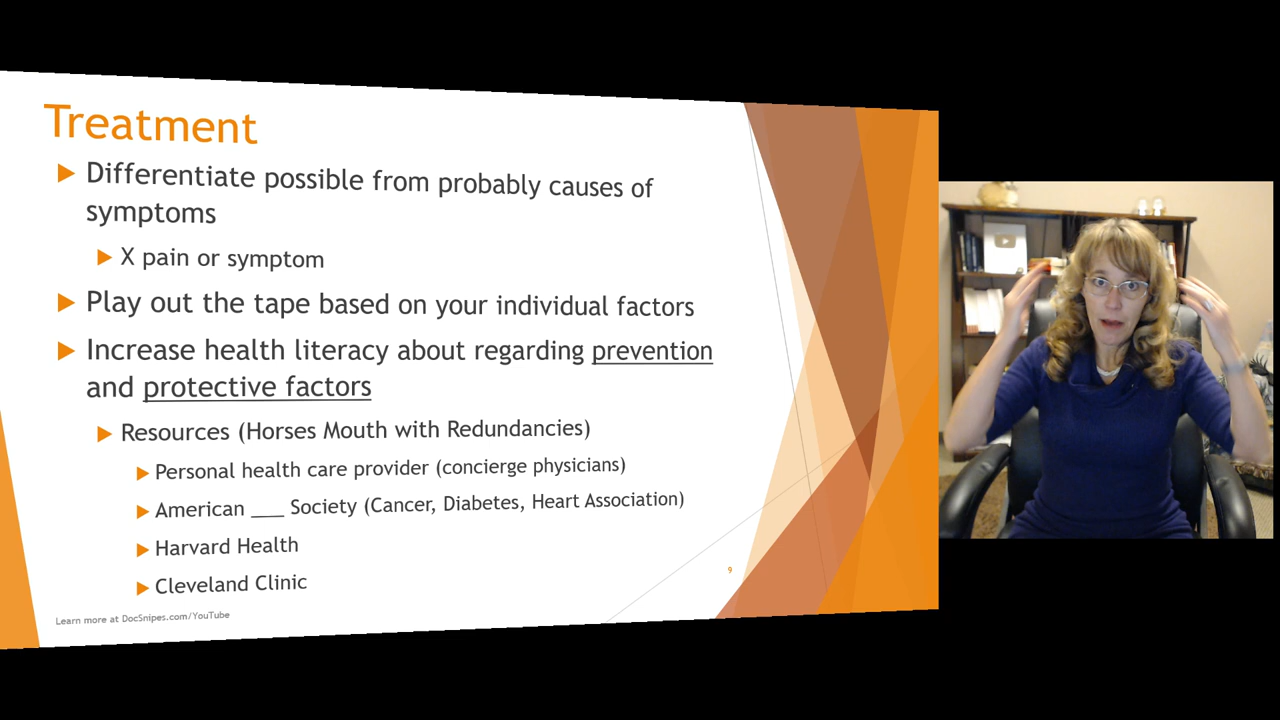 Treatment
Differentiate possible from probably causes of
symptoms
X pain or symptom
Play out the tape based on your individual factors
Increase health literacy about regarding prevention
and protective factors
Resources (Horses Mouth with Redundancies)
Personal health care provider (concierge physicians)
American ___ Society (Cancer, Diabetes, Heart Association)
Harvard Health
Cleveland Clinic
9
Learn more at DocSnipes.com/YouTube